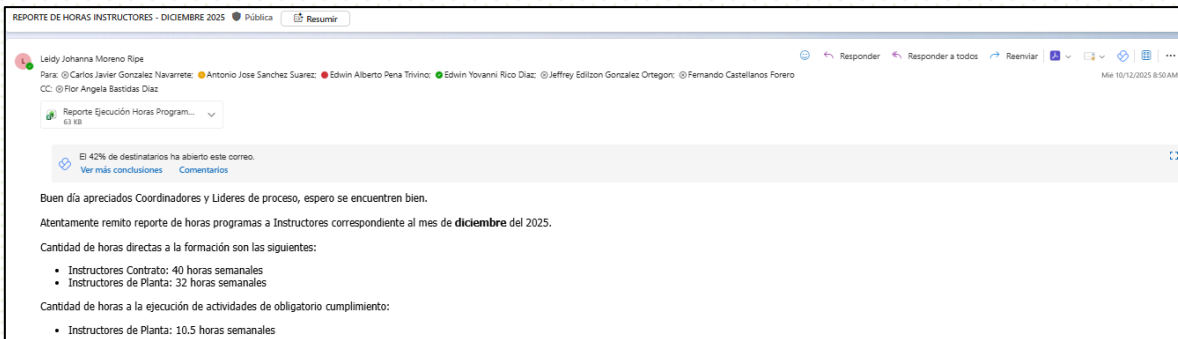 REPORTE DE HORAS INSTRUCTORES - DICIEMBRE 2025 Pública Resumir
L Leidy Johanna Moreno Ripe
Responder Responder a todos Reenviar
Para: Carlos Javier Gonzalez Navarrete; Antonio Jose Sanchez Suarez; Edwin Alberto Pena Trivino; Edwin Yovanni Rico Diaz; Jeffrey Edilzon Gonzalez Ortegon; Fernando Castellanos Forero
Mié 10/12/2025 8:50 AM
CC: Flor Angela Bastidas Diaz
Reporte Ejecución Horas Program...
63 KB
El 42% de destinatarios ha abierto este correo.
Ver más conclusiones Comentarios
Buen día apreciados Coordinadores y Lideres de proceso, espero se encuentren bien.
Atentamente remito reporte de horas programas a Instructores correspondiente al mes de diciembre del 2025.
Cantidad de horas directas a la formación son las siguientes:
• Instructores Contrato: 40 horas semanales
• Instructores de Planta: 32 horas semanales
Cantidad de horas a la ejecución de actividades de obligatorio cumplimiento:
• Instructores de Planta: 10.5 horas semanales